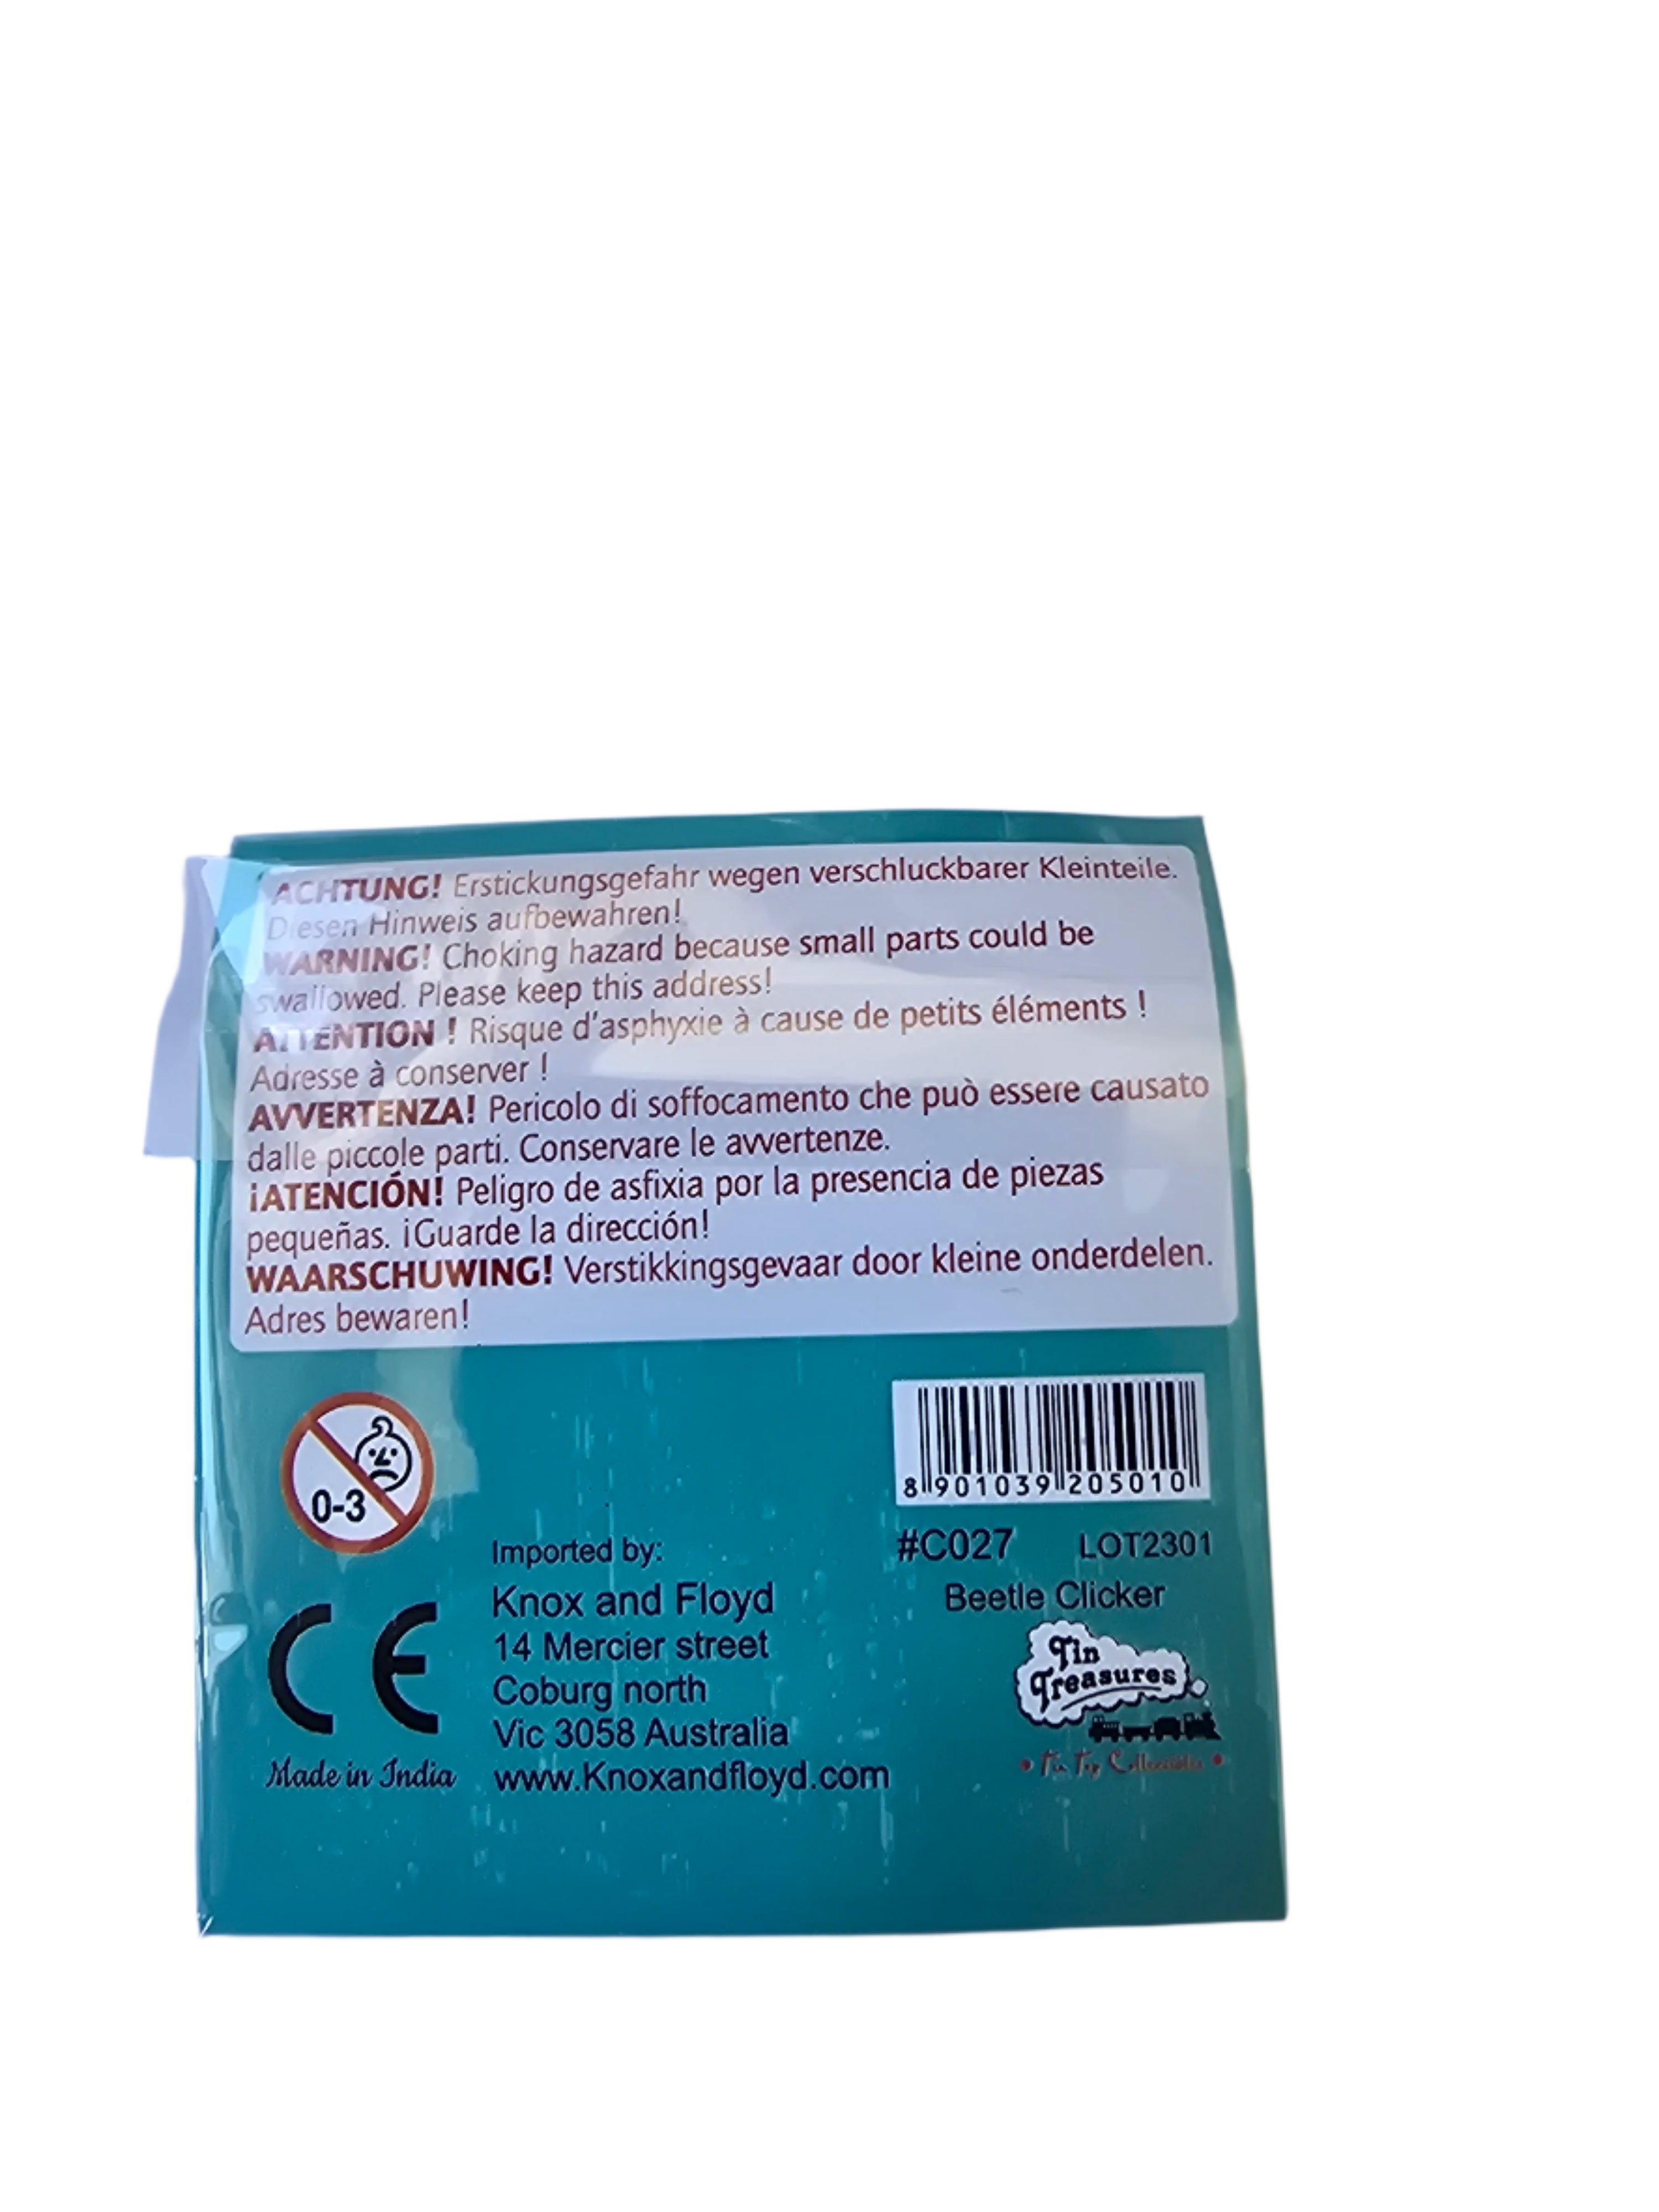 ACHTUNG! Erstickungsgefahr wegen verschluckbarer Kleinteile.
Diesen Hinweis aufbewahren!
WARNING! Choking hazard because small parts could be
swallowed. Please keep this address!
ATTENTION ! Risque d'asphyxie à cause de petits éléments !
Adresse à conserver !
AVVERTENZA! Pericolo di soffocamento che può essere causato
dalle piccole parti. Conservare le avvertenze.
¡ATENCIÓN! Peligro de asfixia por la presencia de piezas
pequeñas. ¡Guarde la dirección!
WAARSCHUWING! Verstikkingsgevaar door kleine onderdelen.
Adres bewaren!
0-3
8 901039 205010
#C027 LOT2301
Beetle Clicker
Imported by:
Knox and Floyd
14 Mercier street
Coburg north
Vic 3058 Australia
www.Knoxandfloyd.com
CE
Made in India
Tin
Treasures
Tin Toy Collectibles